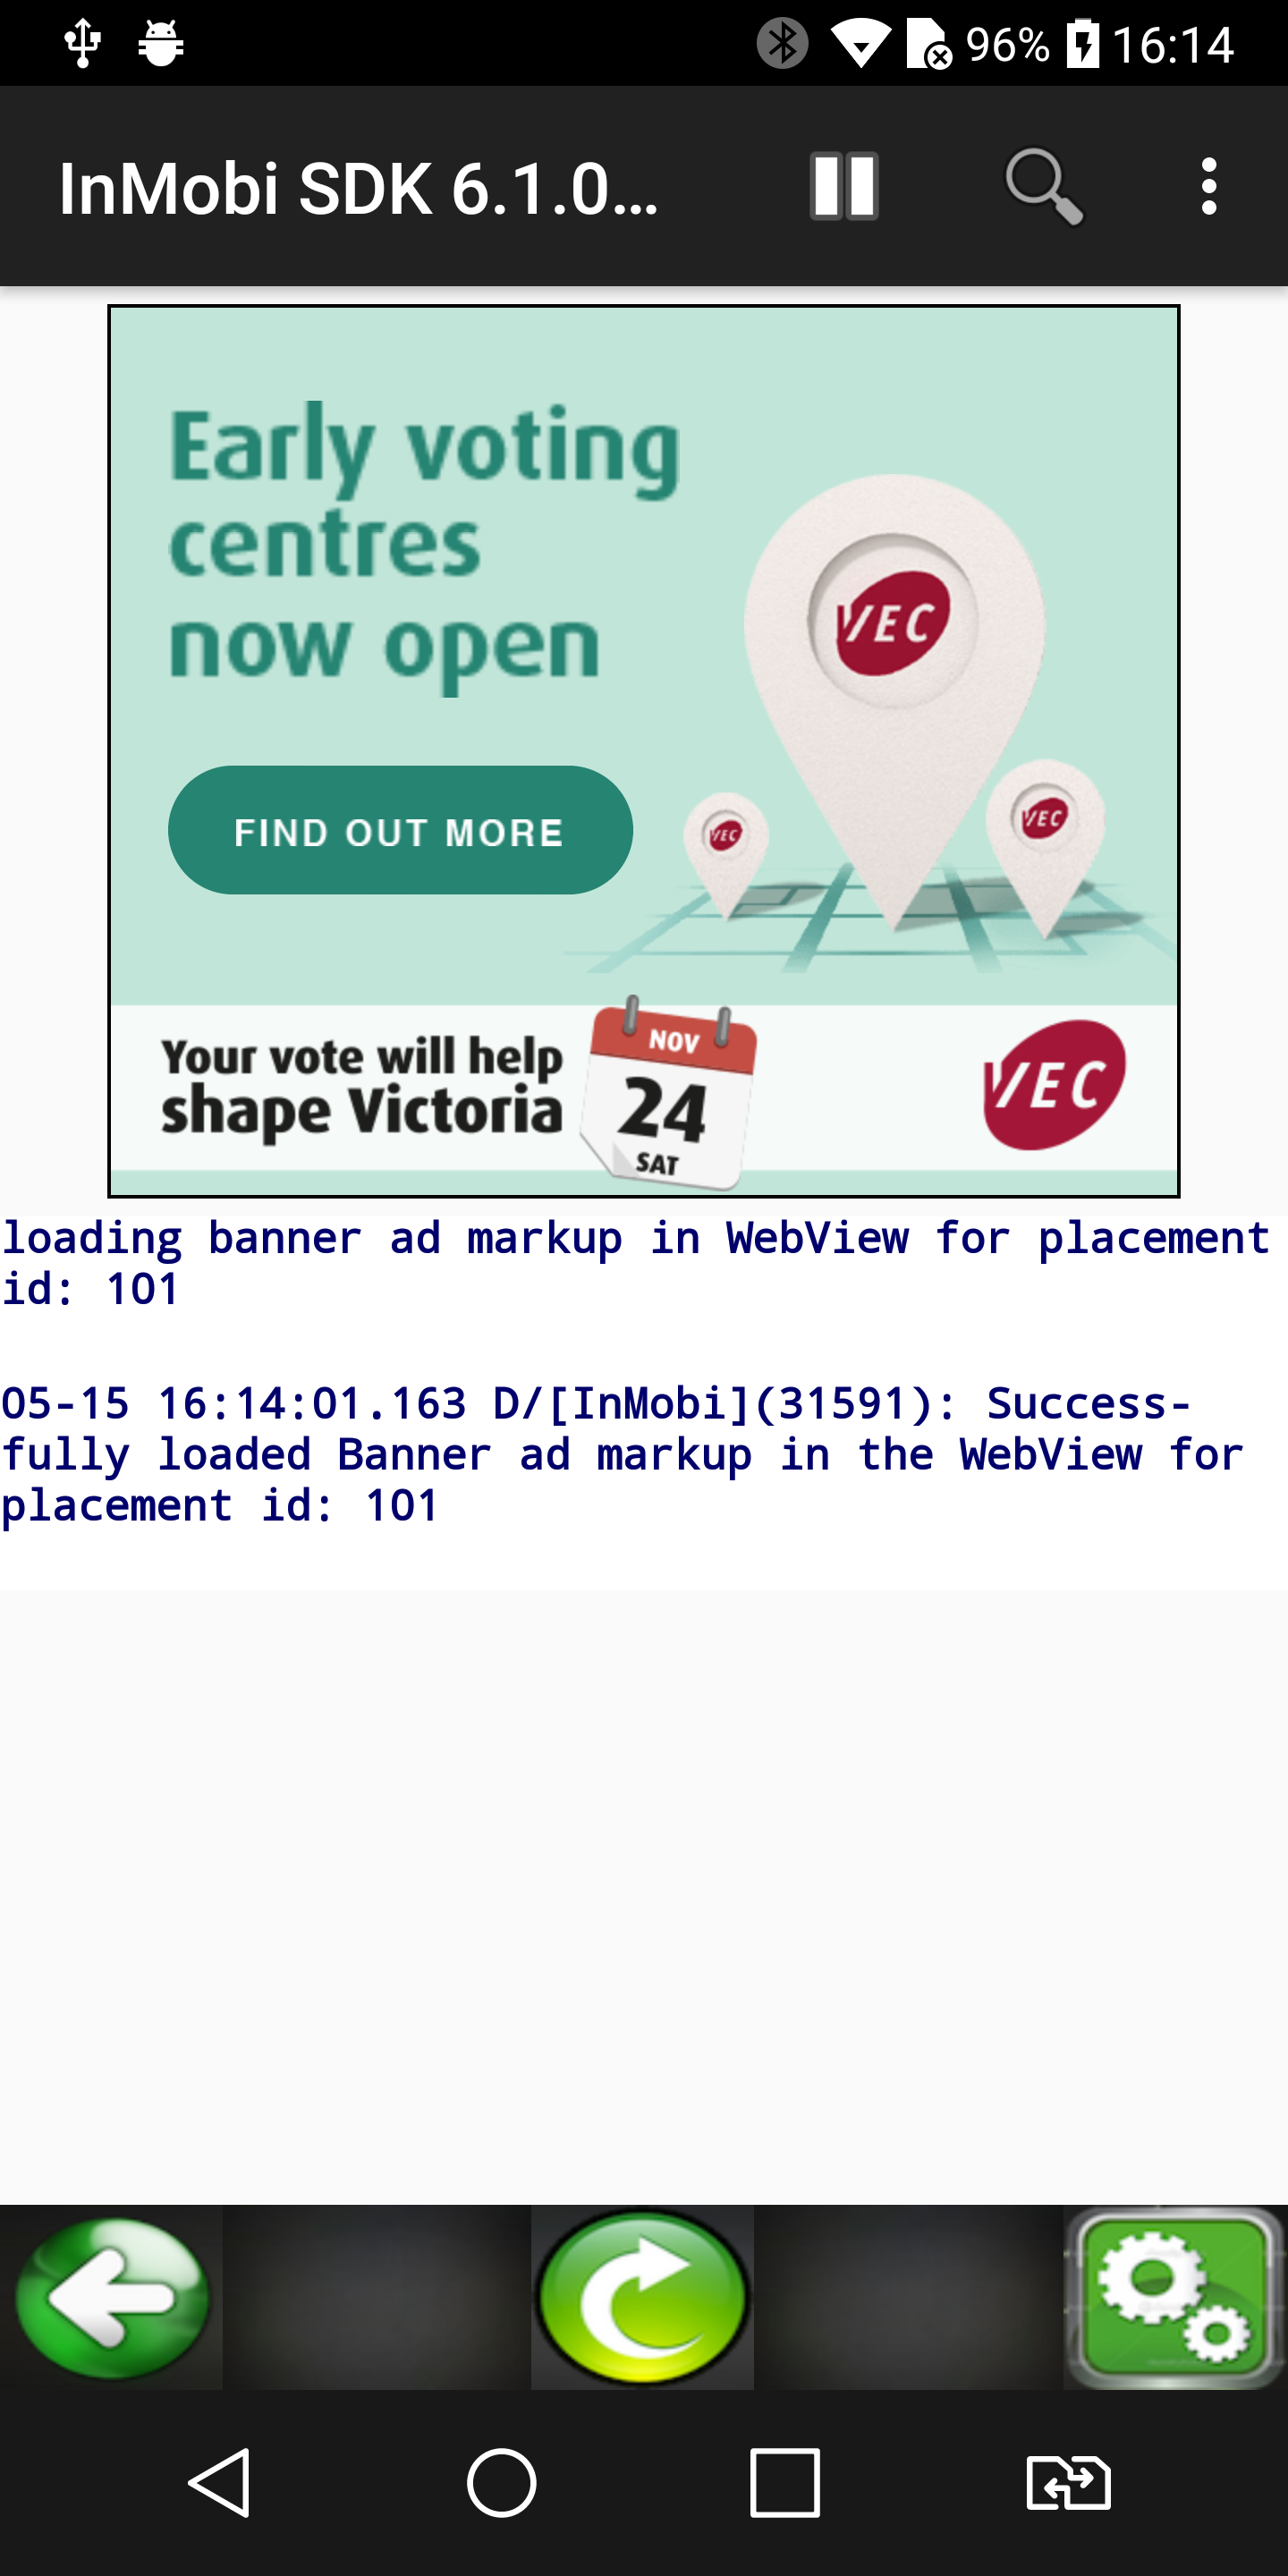 96% 16:14
InMobi SDK 6.1.0...
Early voting
centres
now open
VEC
FIND OUT MORE
VEC
VEC
Your vote will help
shape Victoria
NOV
24
SAT
VEC
loading banner ad markup in WebView for placement
id: 101
05-15 16:14:01.163 D/[InMobi](31591): Success-
fully loaded Banner ad markup in the WebView for
placement id: 101